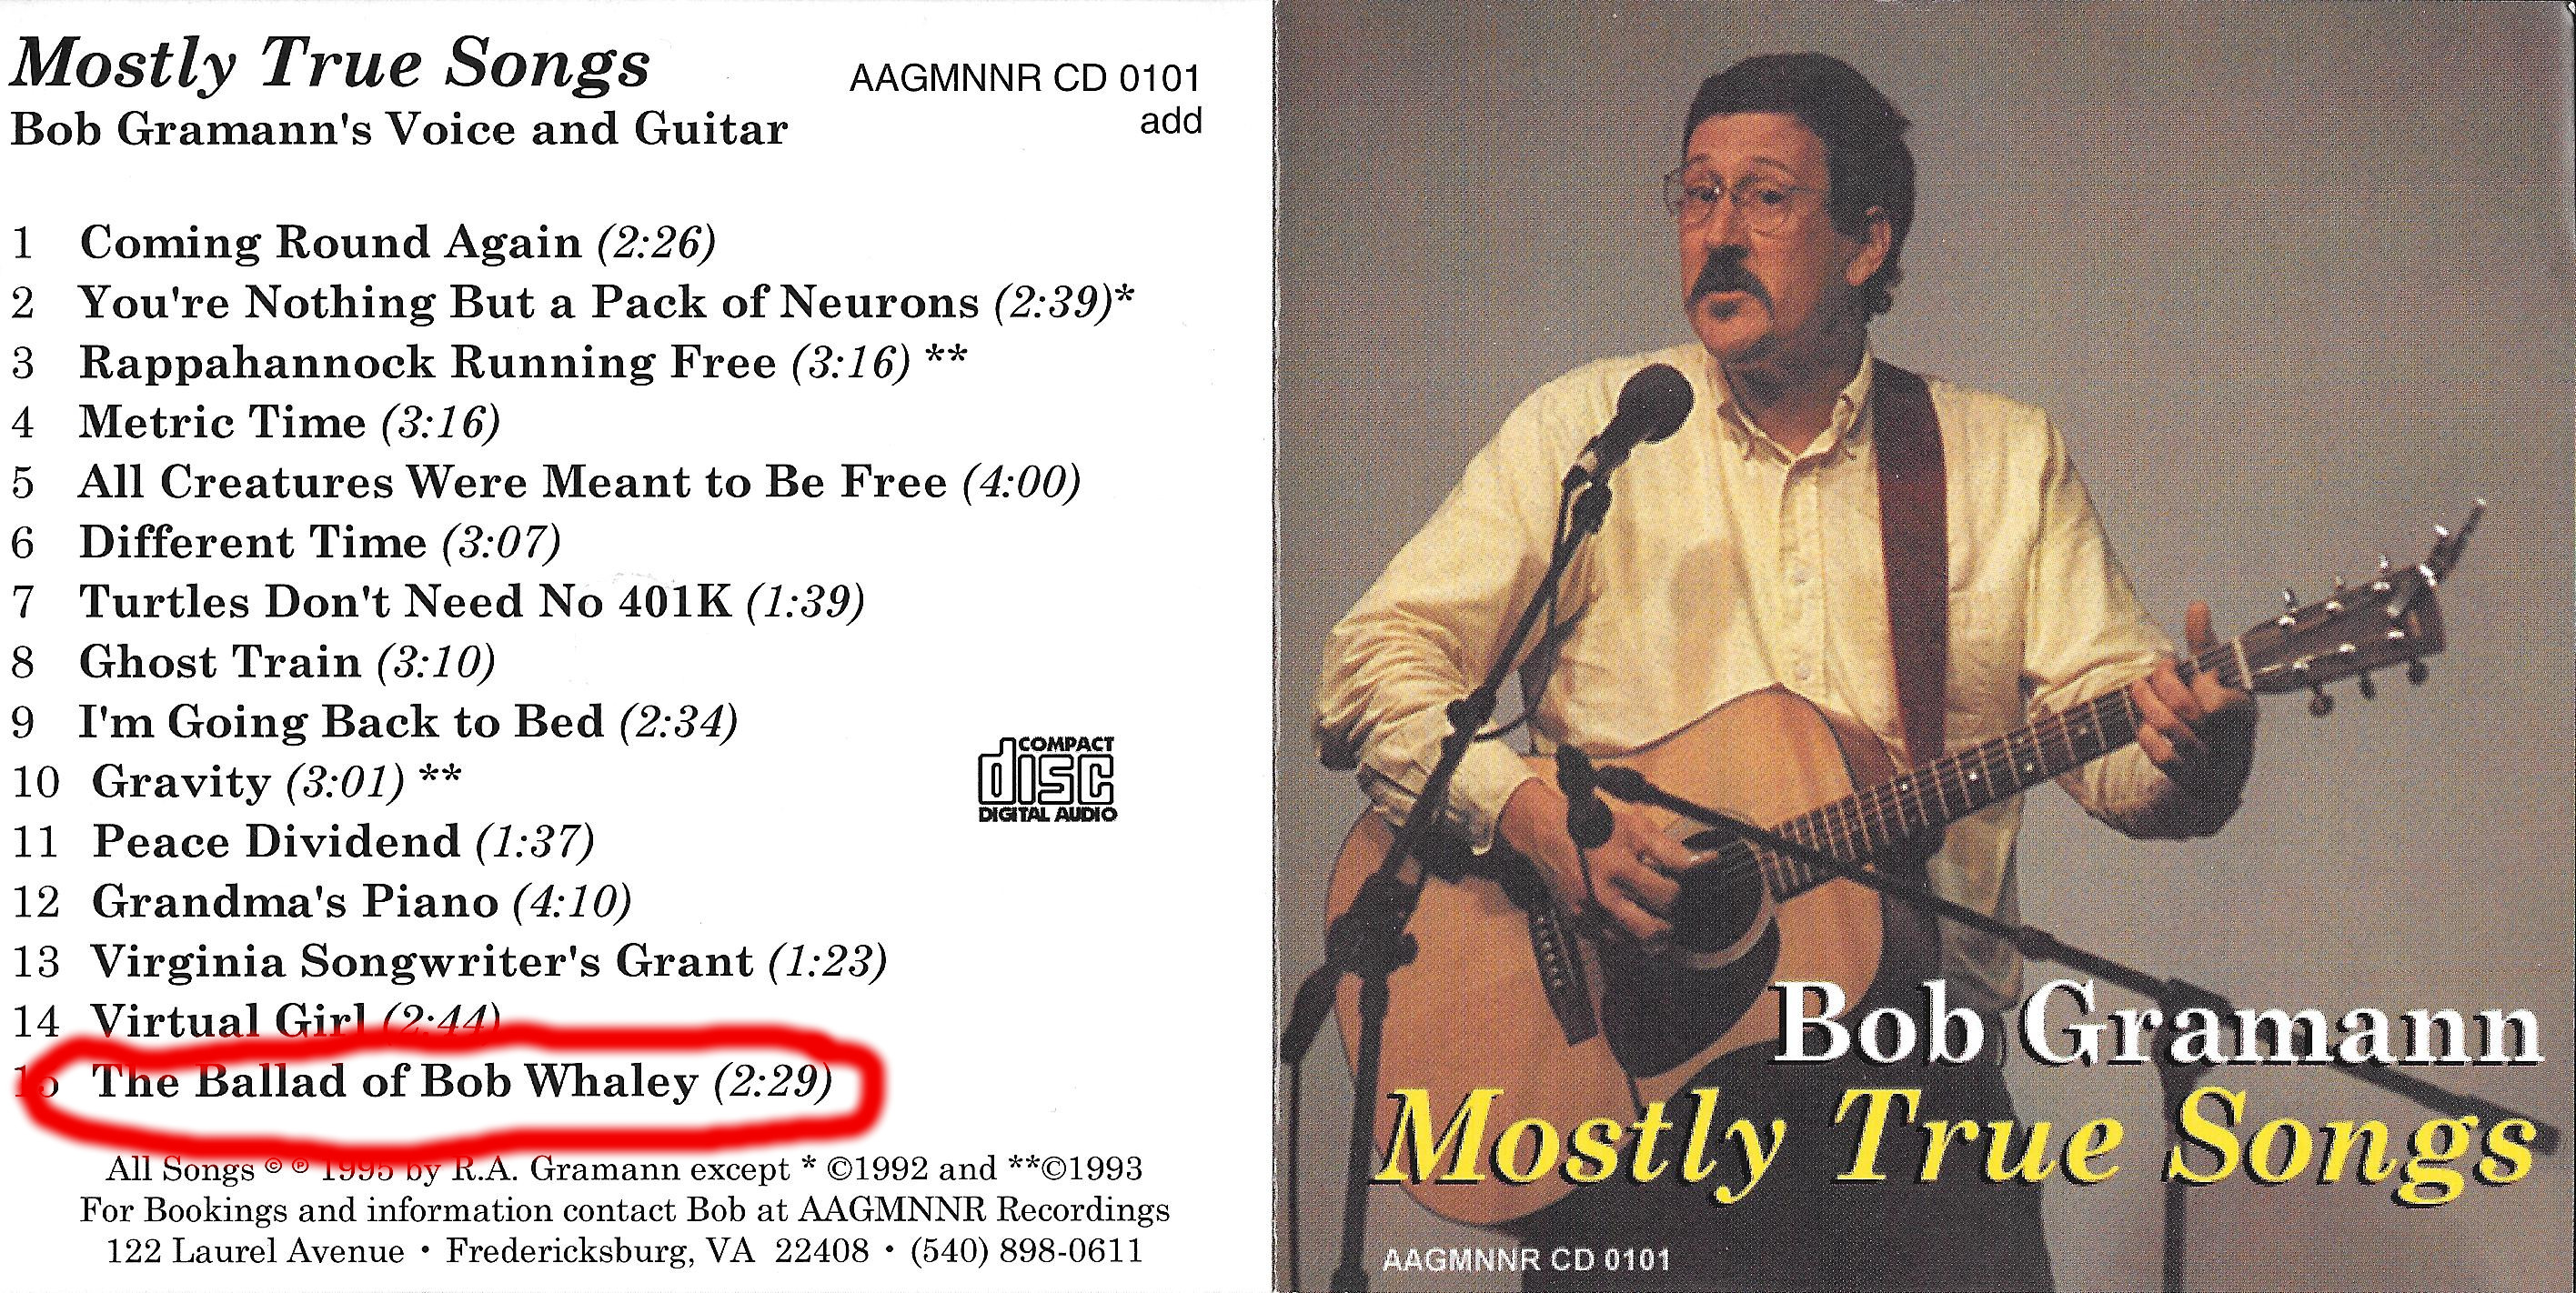 Mostly True Songs
Bob Gramann's Voice and Guitar
AAGMNNR CD 0101
add
1 Coming Round Again (2:26)
2 You're Nothing But a Pack of Neurons (2:39)*
3 Rappahannock Running Free (3:16) **
4 Metric Time (3:16)
5 All Creatures Were Meant to Be Free (4:00)
6 Different Time (3:07)
7 Turtles Don't Need No 401K (1:39)
8 Ghost Train (3:10)
9 I'm Going Back to Bed (2:34)
10 Gravity (3:01) **
11 Peace Dividend (1:37)
12 Grandma's Piano (4:10)
13 Virginia Songwriter's Grant (1:23)
14 Virtual Girl (2:44)
15 The Ballad of Bob Whaley (2:29)
COMPACT
disc
DIGITAL AUDIO
All Songs © ℗ 1995 by R.A. Gramann except * ©1992 and **©1993
For Bookings and information contact Bob at AAGMNNR Recordings
122 Laurel Avenue • Fredericksburg, VA 22408 • (540) 898-0611
Bob Gramann
Mostly True Songs
AAGMNNR CD 0101